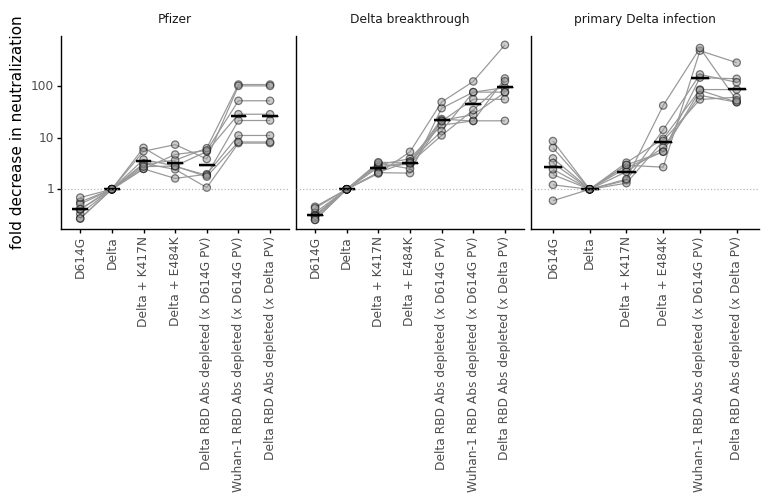 Pfizer
Delta breakthrough
primary Delta infection
fold decrease in neutralization
100
10
1
D614G
Delta
Delta + K417N
Delta + E484K
Delta RBD Abs depleted (x D614G PV)
Wuhan-1 RBD Abs depleted (x D614G PV)
Delta RBD Abs depleted (x Delta PV)
D614G
Delta
Delta + K417N
Delta + E484K
Delta RBD Abs depleted (x D614G PV)
Wuhan-1 RBD Abs depleted (x D614G PV)
Delta RBD Abs depleted (x Delta PV)
D614G
Delta
Delta + K417N
Delta + E484K
Wuhan-1 RBD Abs depleted (x D614G PV)
Delta RBD Abs depleted (x Delta PV)